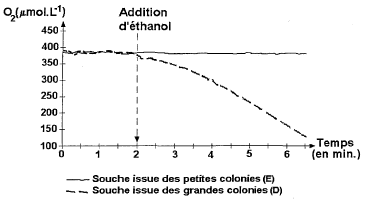 O₂(µmol.L⁻¹)
Addition
d'éthanol
450
400
350
300
250
200
150
100
0 1 2 3 4 5 6
Temps
(en min.)
Souche issue des petites colonies (E)
Souche issue des grandes colonies (D)